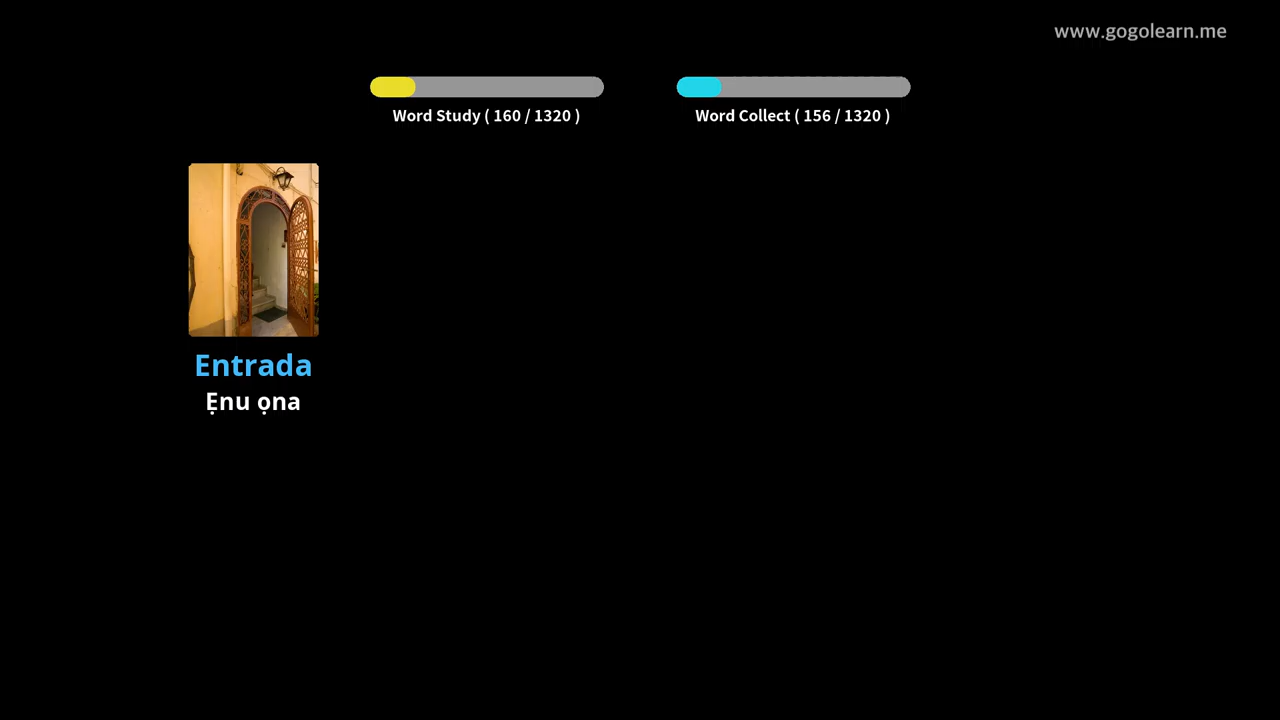 www.gogolearn.me
Word Study ( 160 / 1320 )
Word Collect ( 156 / 1320 )
Entrada
Ẹnu ọna